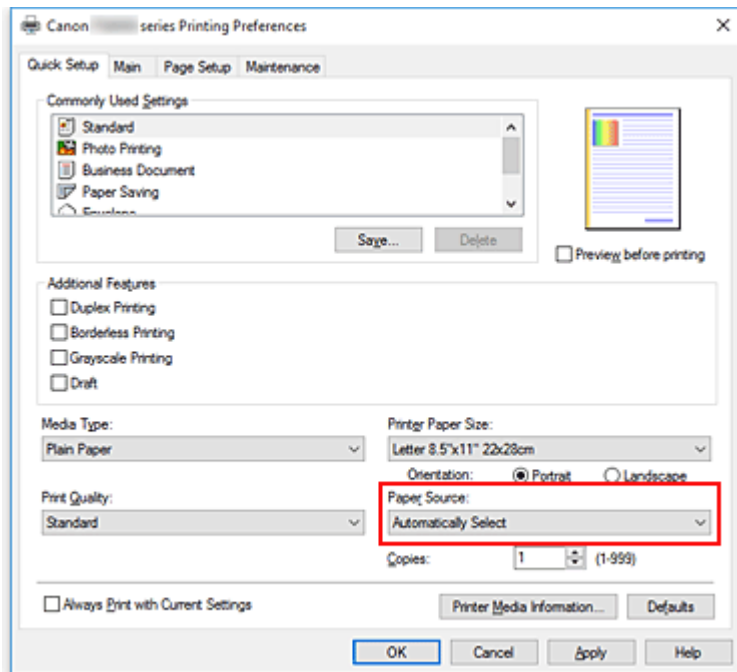 Canon series Printing Preferences
Quick Setup Main Page Setup Maintenance
Commonly Used Settings
Standard
Photo Printing
Business Document
Paper Saving
Envelope
Save... Delete
Preview before printing
Additional Features
Duplex Printing
Borderless Printing
Grayscale Printing
Draft
Media Type: Printer Paper Size:
Plain Paper Letter 8.5"x11" 22x28cm
Orientation: Portrait Landscape
Print Quality: Paper Source:
Standard Automatically Select
Copies: 1 (1-999)
Always Print with Current Settings Printer Media Information... Defaults
OK Cancel Apply Help